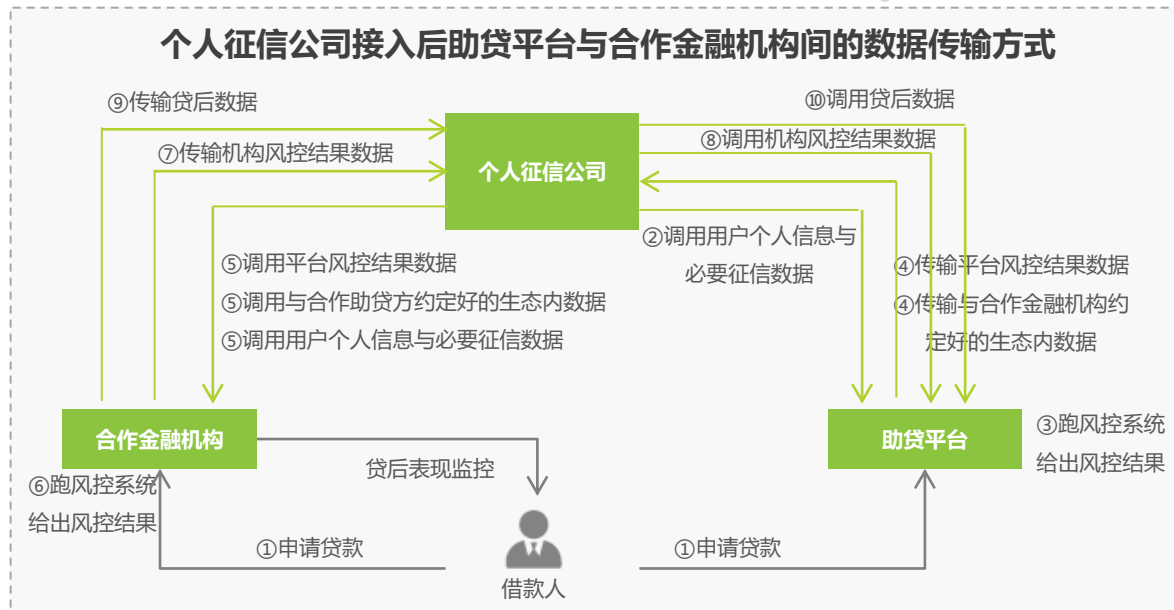 个人征信公司接入后助贷平台与合作金融机构间的数据传输方式
⑨传输贷后数据
⑩调用贷后数据
⑦传输机构风控结果数据
⑧调用机构风控结果数据
个人征信公司
②调用用户个人信息与
必要征信数据
⑤调用平台风控结果数据
⑤调用与合作助贷方约定好的生态内数据
⑤调用用户个人信息与必要征信数据
④传输平台风控结果数据
④传输与合作金融机构约
定好的生态内数据
合作金融机构
助贷平台
③跑风控系统
给出风控结果
贷后表现监控
⑥跑风控系统
给出风控结果
①申请贷款
①申请贷款
借款人